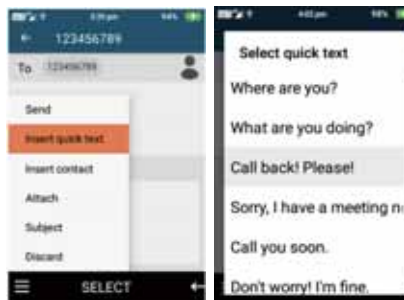 123456789
To 123456789
Send
Insert quick text
Insert contact
Attach
Subject
Discard
SELECT
Select quick text
Where are you?
What are you doing?
Call back! Please!
Sorry, I have a meeting n
Call you soon.
Don't worry! I'm fine.